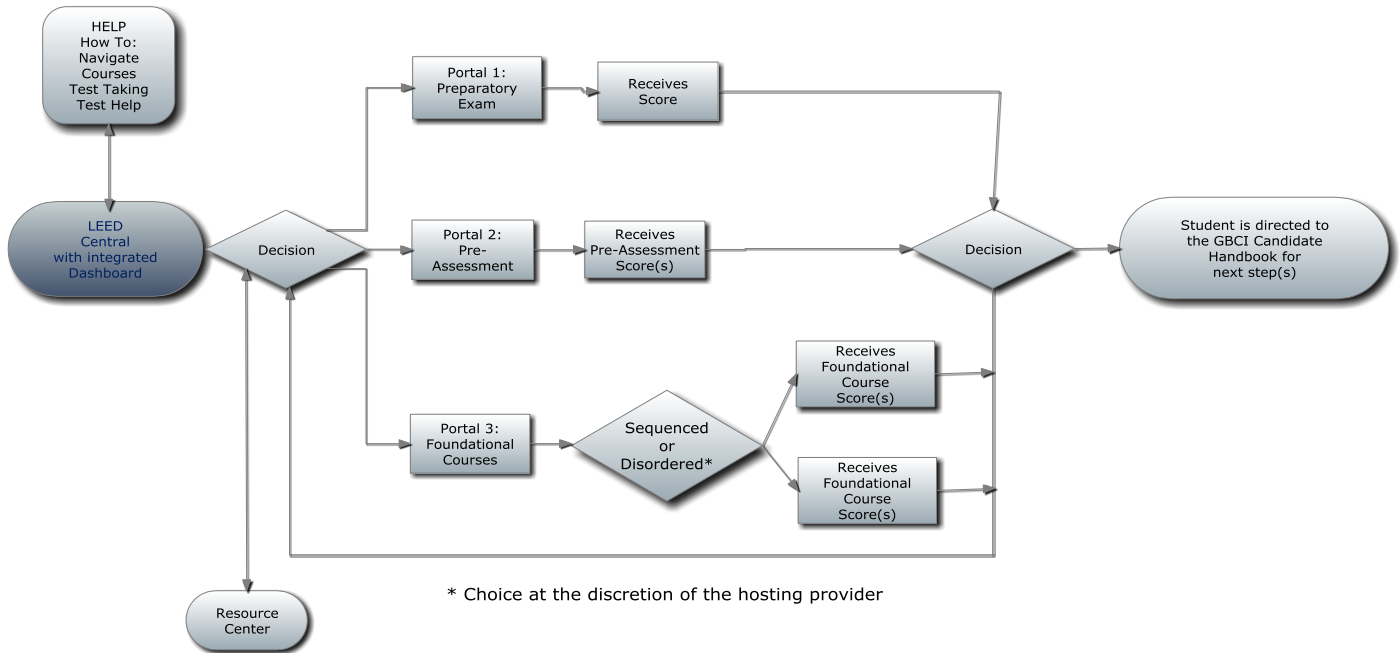 HELP
How To:
Navigate
Courses
Test Taking
Test Help
LEED
Central
with integrated
Dashboard
Decision
Portal 1:
Preparatory
Exam
Receives
Score
Portal 2:
Pre-
Assessment
Receives
Pre-Assessment
Score(s)
Decision
Student is directed to
the GBCI Candidate
Handbook for
next step(s)
Portal 3:
Foundational
Courses
Sequenced
or
Disordered*
Receives
Foundational
Course
Score(s)
Receives
Foundational
Course
Score(s)
* Choice at the discretion of the hosting provider
Resource
Center